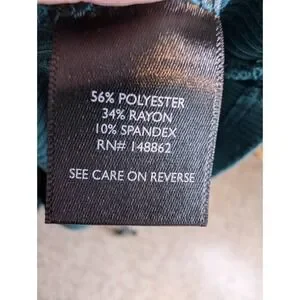 56% POLYESTER
34% RAYON
10% SPANDEX
RN# 148862
SEE CARE ON REVERSE